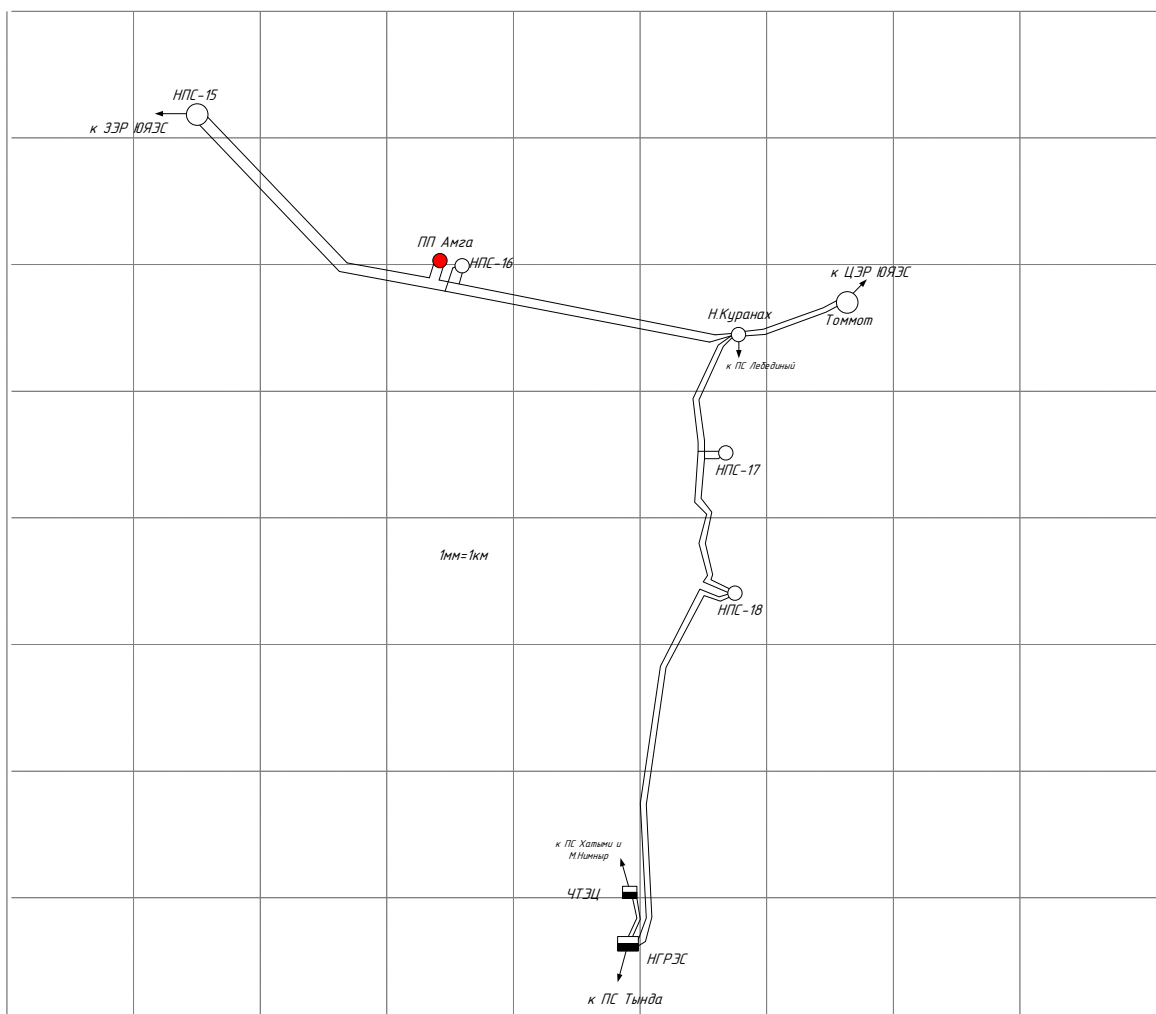 НПС-15
к ЗЭР ЮЯЭС
ПП Амга
НПС-16
к ЦЭР ЮЯЭС
Томмот
Н.Куранах
к ПС Лебединый
НПС-17
1мм=1км
НПС-18
к ПС Хатыми и
М.Нимныр
ЧТЭЦ
НГРЭС
к ПС Тында